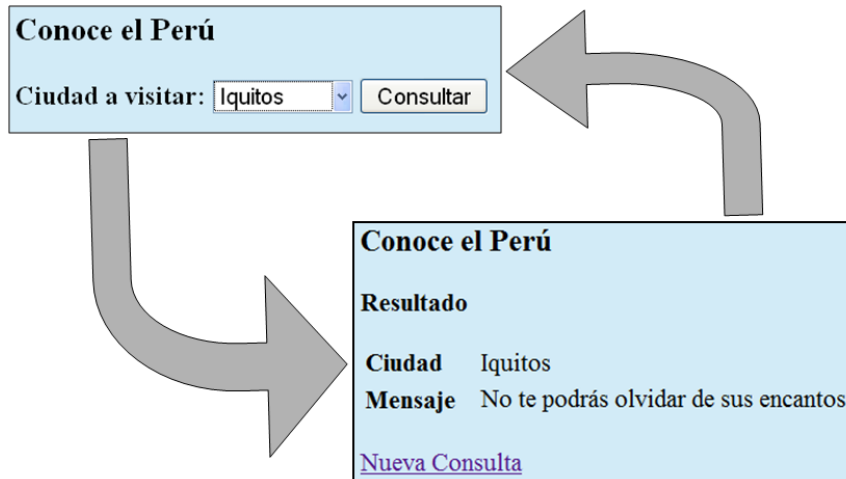 Conoce el Perú
Ciudad a visitar: Iquitos Consultar
Conoce el Perú
Resultado
Ciudad Iquitos
Mensaje No te podrás olvidar de sus encantos
Nueva Consulta